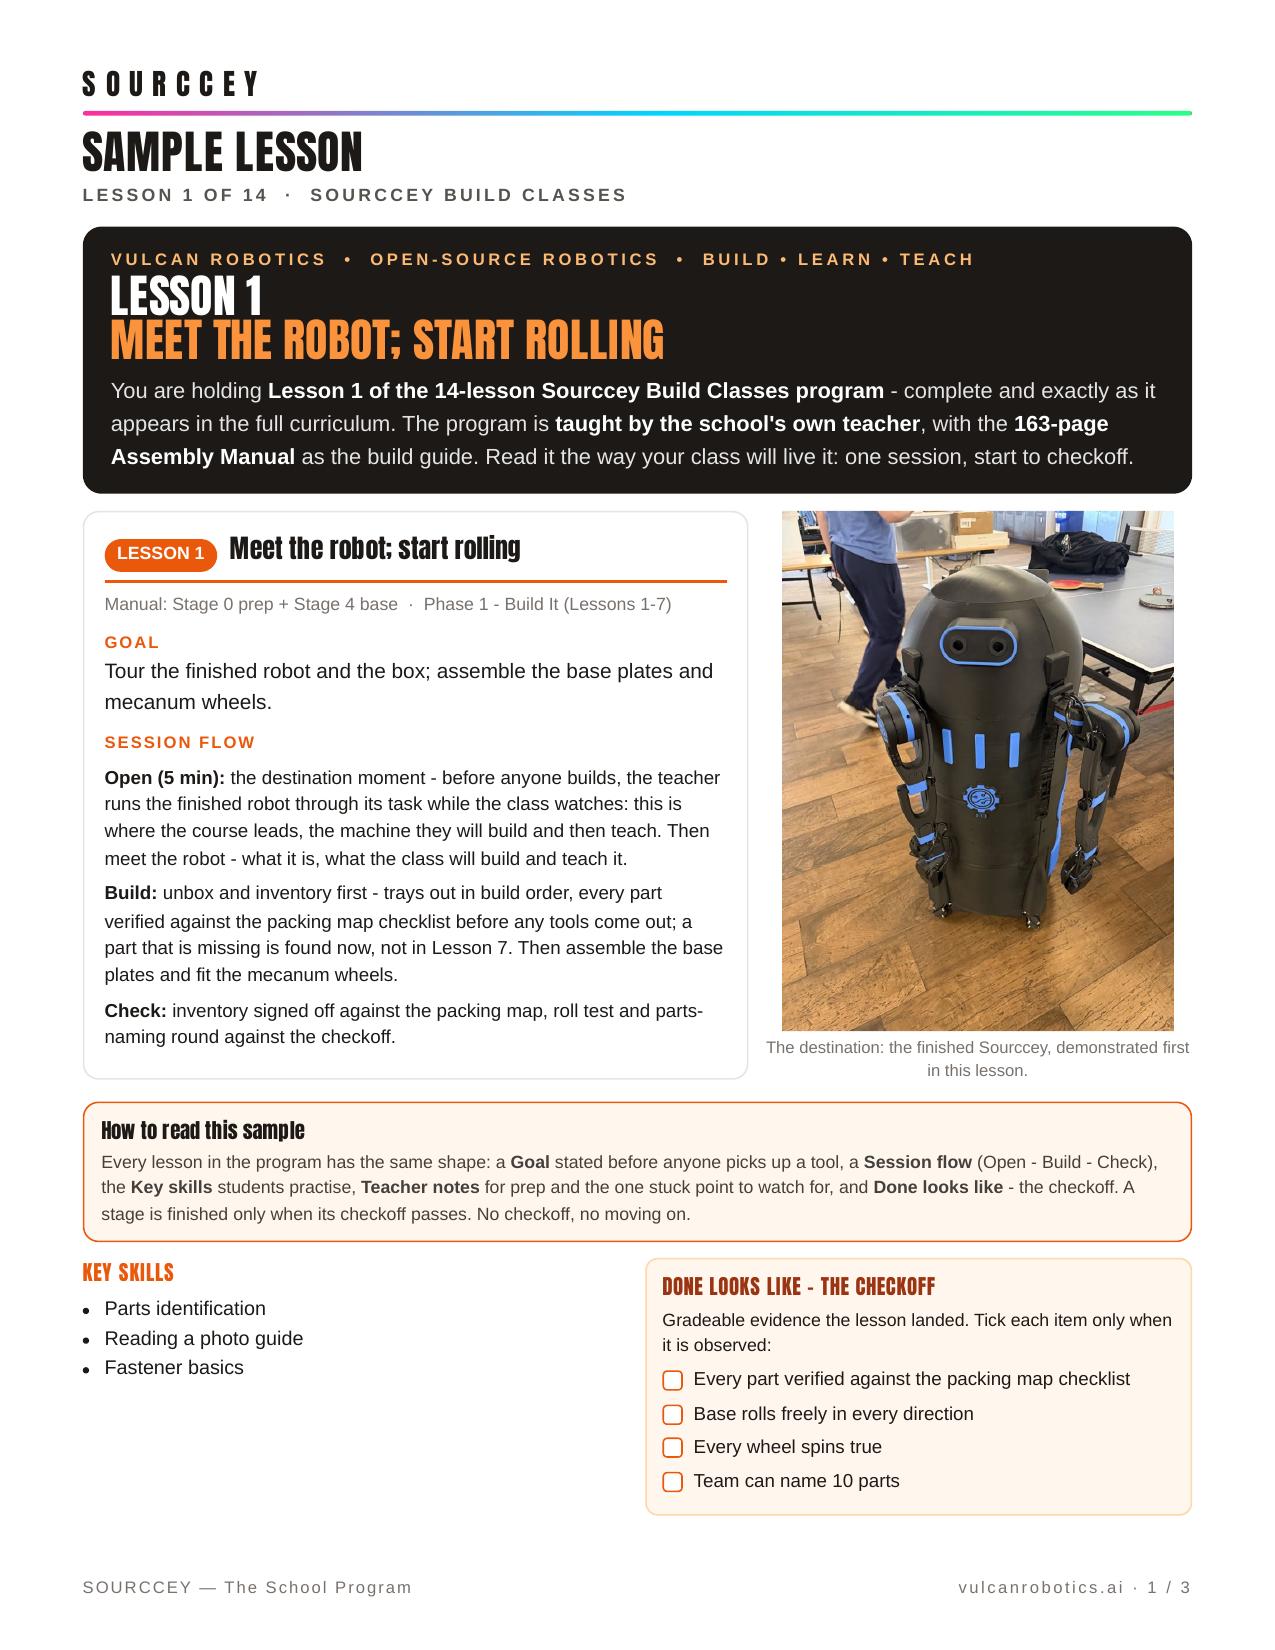 SOURCCEY
SAMPLE LESSON
LESSON 1 OF 14 · SOURCCEY BUILD CLASSES
VULCAN ROBOTICS • OPEN-SOURCE ROBOTICS • BUILD • LEARN • TEACH
LESSON 1
MEET THE ROBOT; START ROLLING
You are holding Lesson 1 of the 14-lesson Sourccey Build Classes program - complete and exactly as it
appears in the full curriculum. The program is taught by the school's own teacher, with the 163-page
Assembly Manual as the build guide. Read it the way your class will live it: one session, start to checkoff.
LESSON 1 Meet the robot; start rolling
Manual: Stage 0 prep + Stage 4 base · Phase 1 - Build It (Lessons 1-7)
GOAL
Tour the finished robot and the box; assemble the base plates and
mecanum wheels.
SESSION FLOW
Open (5 min): the destination moment - before anyone builds, the teacher
runs the finished robot through its task while the class watches: this is
where the course leads, the machine they will build and then teach. Then
meet the robot - what it is, what the class will build and teach it.
Build: unbox and inventory first - trays out in build order, every part
verified against the packing map checklist before any tools come out; a
part that is missing is found now, not in Lesson 7. Then assemble the base
plates and fit the mecanum wheels.
Check: inventory signed off against the packing map, roll test and parts-
naming round against the checkoff.
The destination: the finished Sourccey, demonstrated first
in this lesson.
How to read this sample
Every lesson in the program has the same shape: a Goal stated before anyone picks up a tool, a Session flow (Open - Build - Check),
the Key skills students practise, Teacher notes for prep and the one stuck point to watch for, and Done looks like - the checkoff. A
stage is finished only when its checkoff passes. No checkoff, no moving on.
KEY SKILLS
• Parts identification
• Reading a photo guide
• Fastener basics
DONE LOOKS LIKE - THE CHECKOFF
Gradeable evidence the lesson landed. Tick each item only when
it is observed:
Every part verified against the packing map checklist
Base rolls freely in every direction
Every wheel spins true
Team can name 10 parts
SOURCCEY — The School Program
vulcanrobotics.ai · 1 / 3